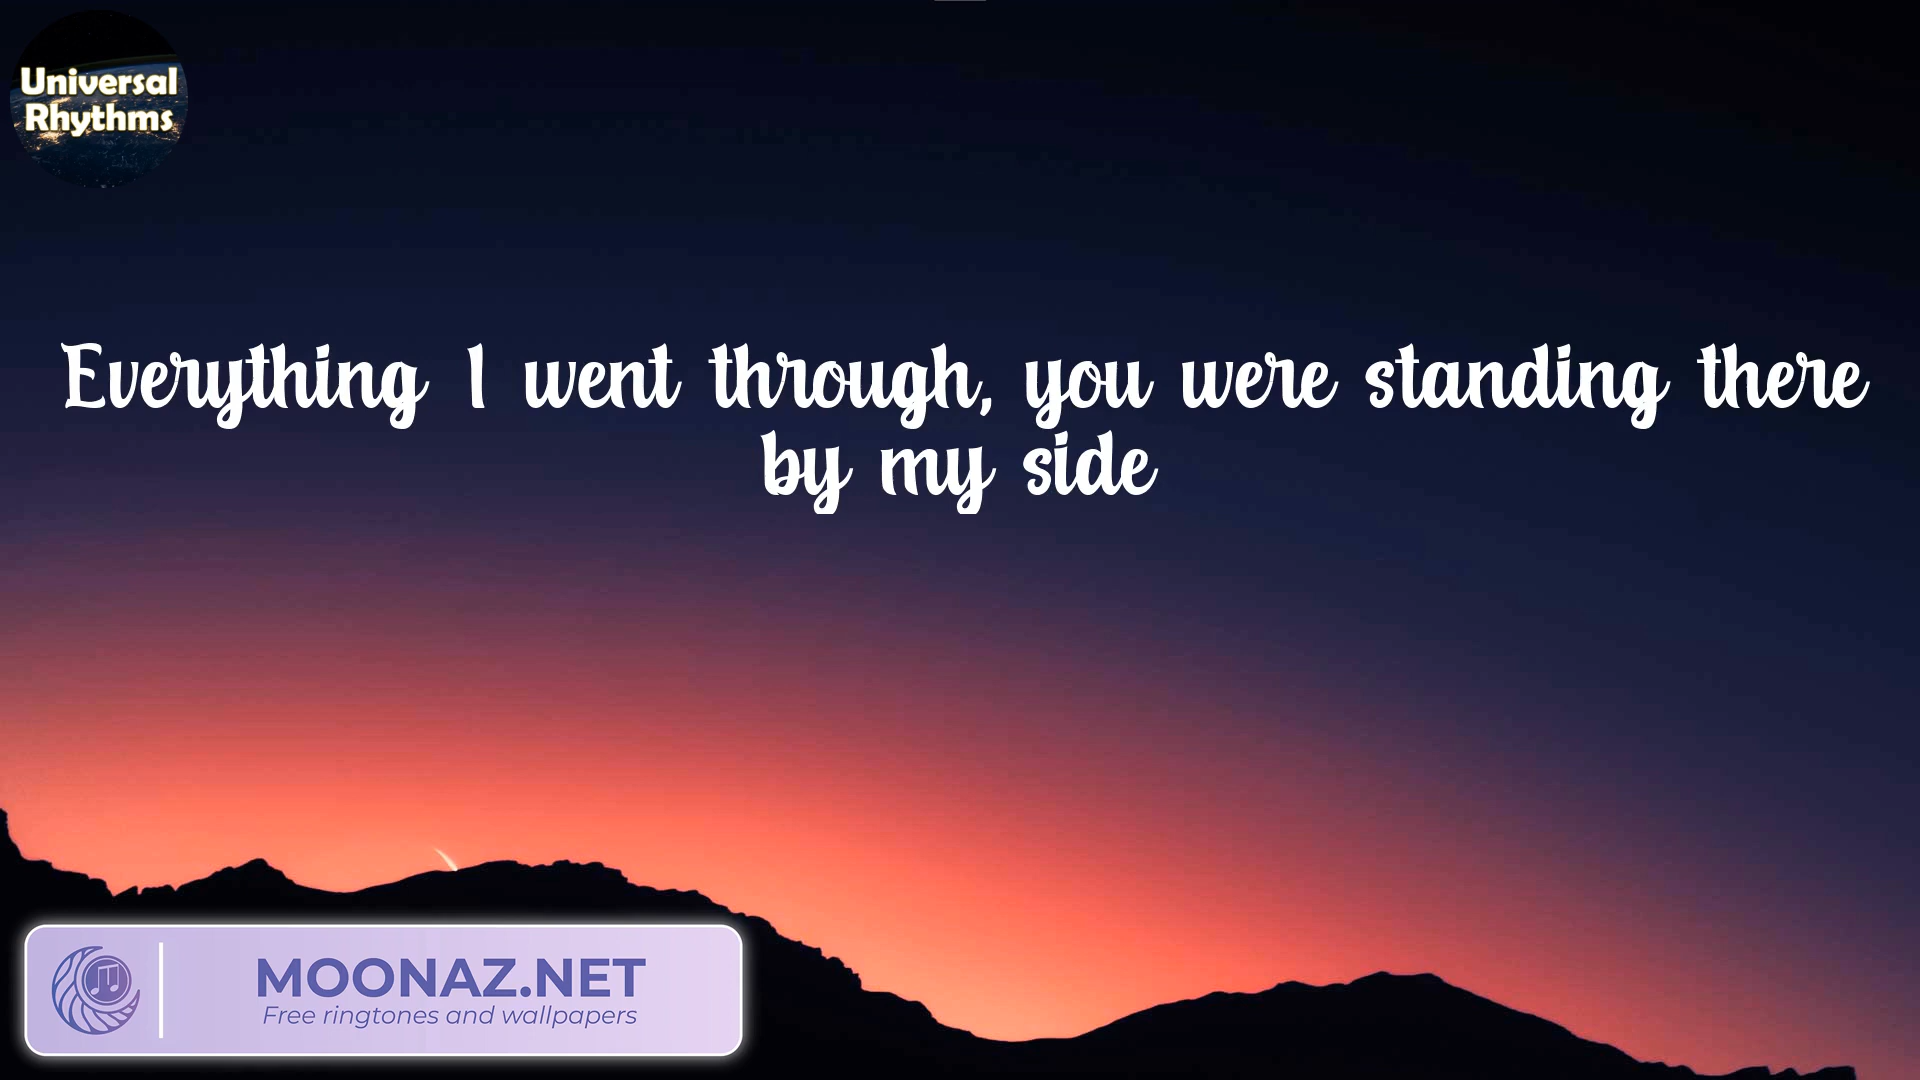 Universal
Rhythms
Everything I went through, you were standing there
by my side
MOONAZ.NET
Free ringtones and wallpapers